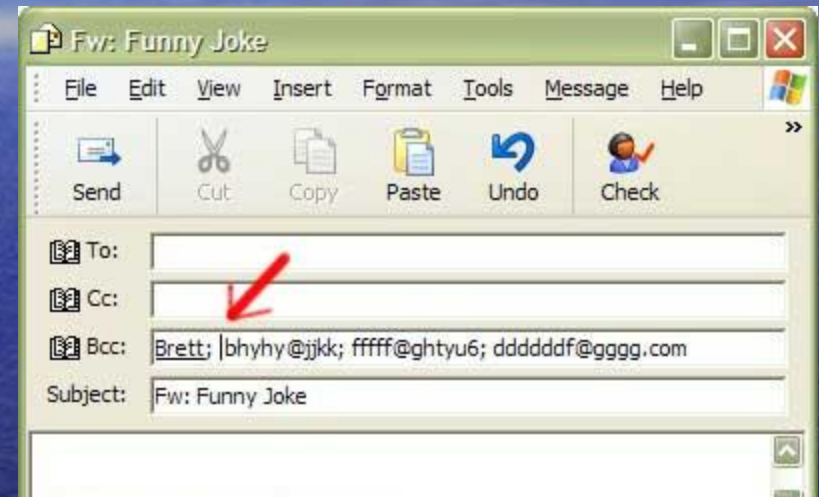 Fw: Funny Joke
File Edit View Insert Format Tools Message Help
»
Send Cut Copy Paste Undo Check
To:
Cc:
Bcc: Brett; bhyhy@jjkk; fffff@ghtyu6; ddddddf@gggg.com
Subject: Fw: Funny Joke